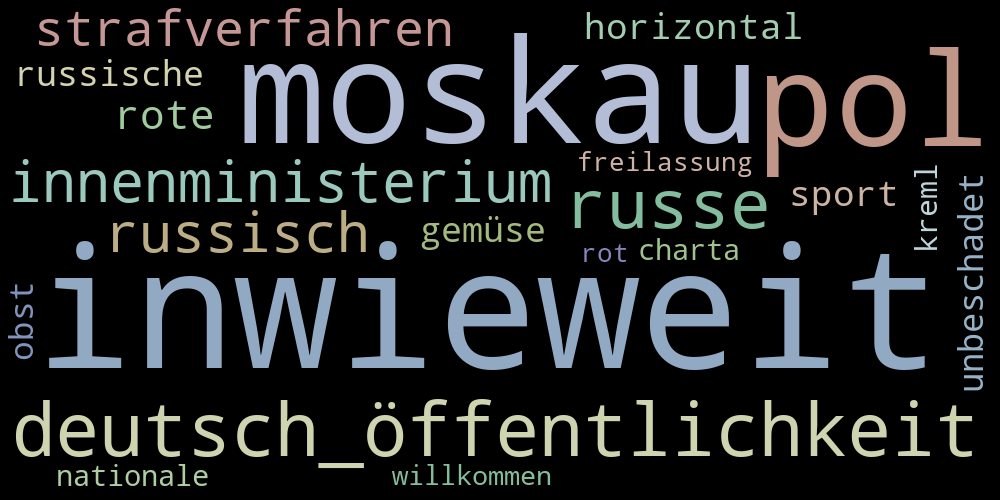 strafverfahren
horizontal
russische
moskau
pol
rote
innenministerium
freilassung
russe
sport
kreml
russisch
gemüse
rot
charta
inwieweit
unbeschadet
obst
deutsch_öffentlichkeit
nationale
willkommen